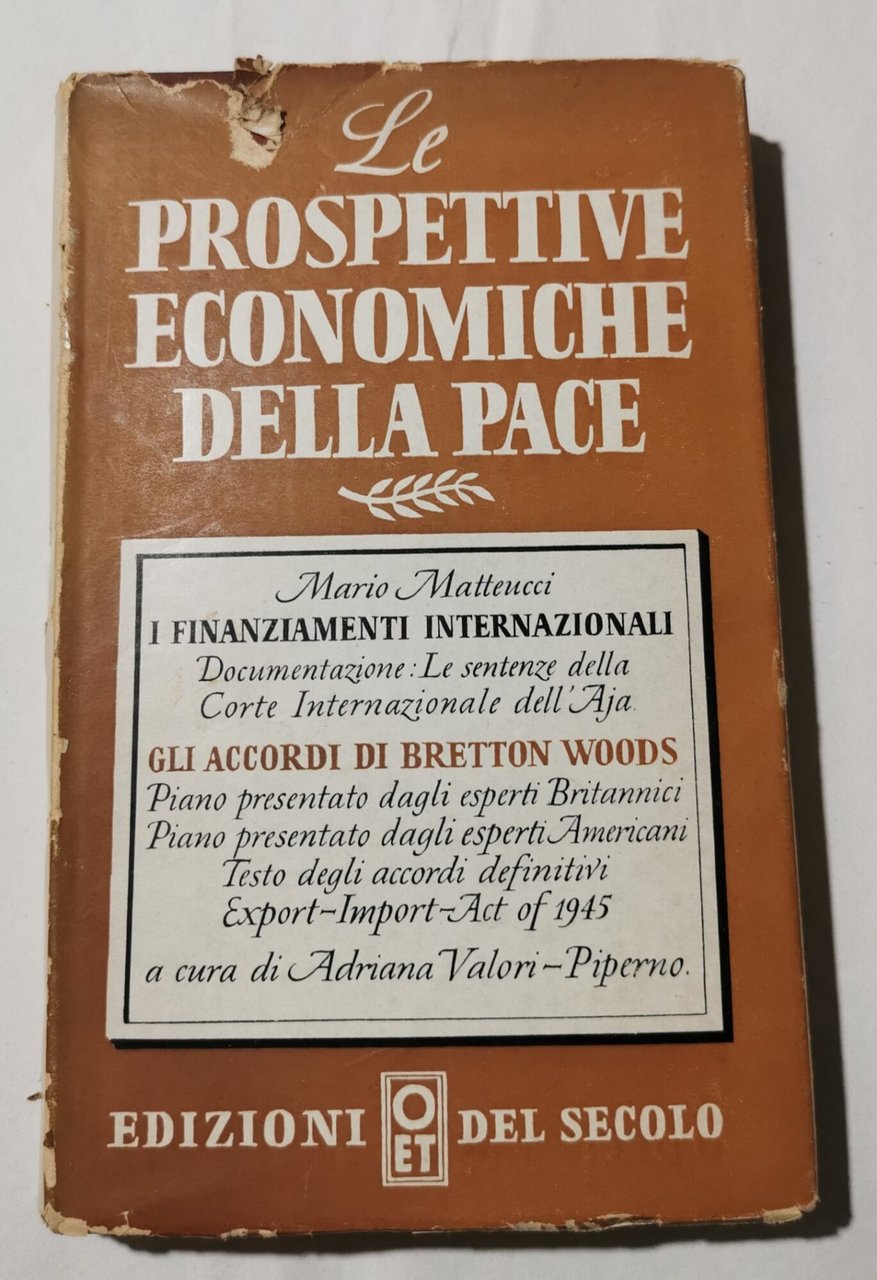 Le
PROSPETTIVE
ECONOMICHE
DELLA PACE
Mario Matteucci
I FINANZIAMENTI INTERNAZIONALI
Documentazione: Le sentenze della
Corte Internazionale dell'Aja
GLI ACCORDI DI BRETTON WOODS
Piano presentato dagli esperti Britannici
Piano presentato dagli esperti Americani
Testo degli accordi definitivi
Export-Import-Act of 1945
a cura di Adriana Valori-Piperno.
EDIZIONI OET DEL SECOLO